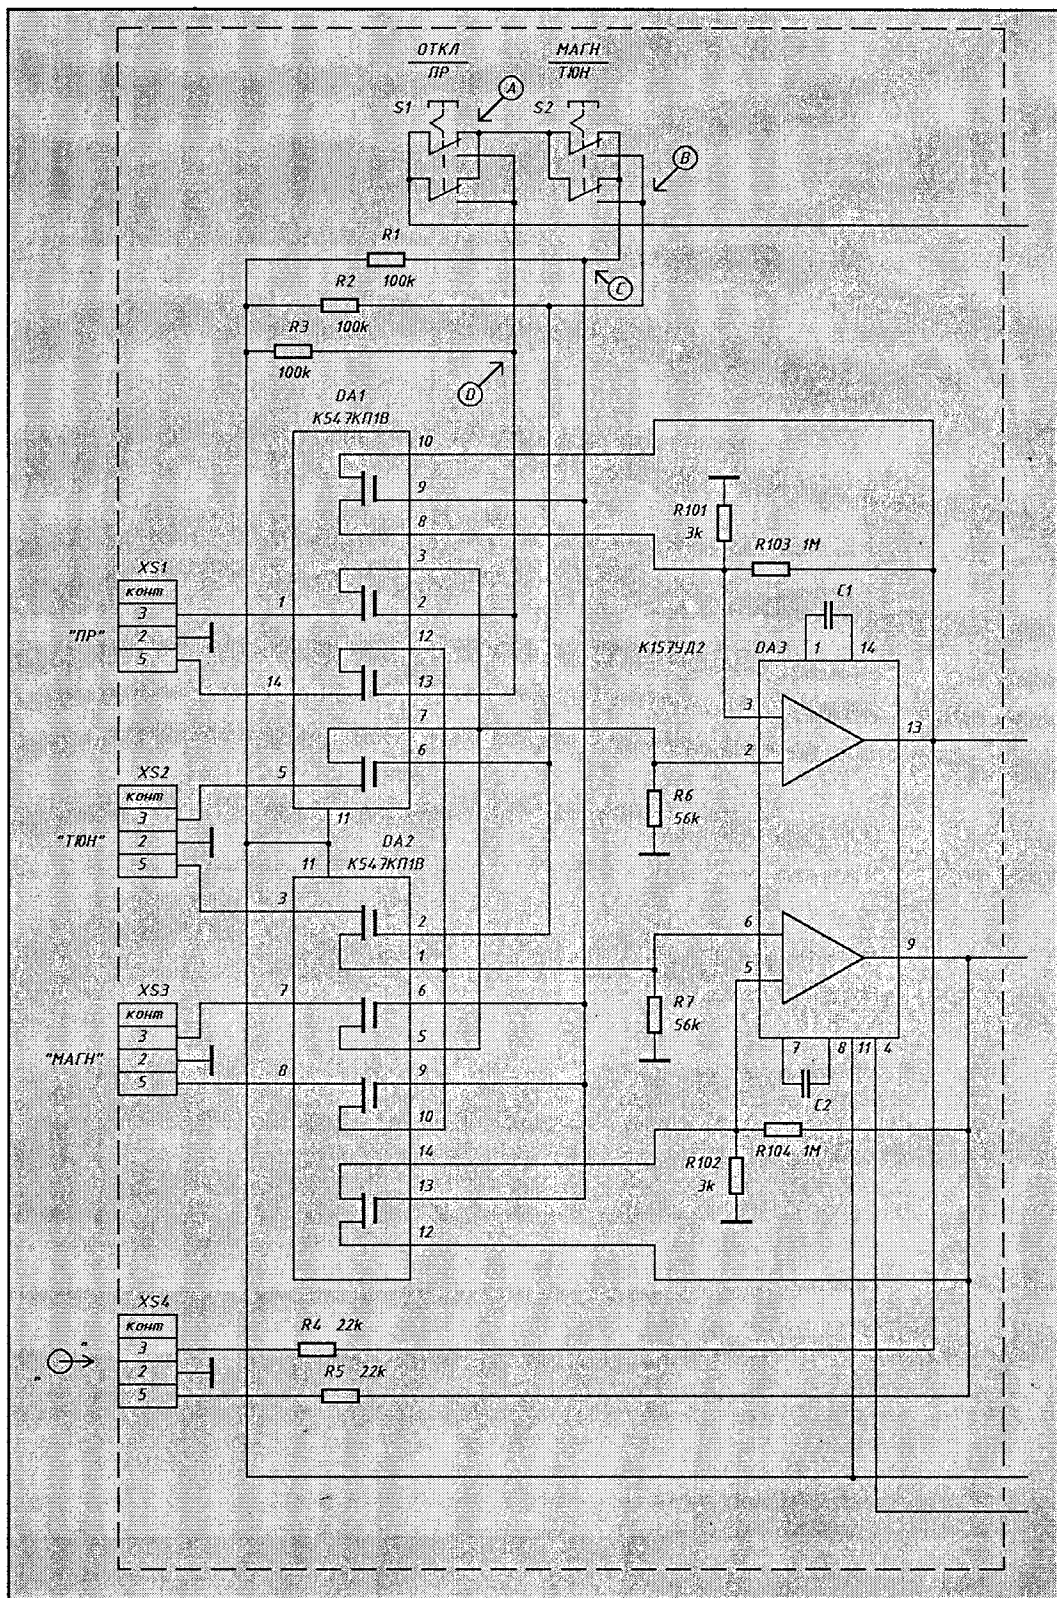 ОТКЛ МАГН
ПР ТЮН
S1 A S2
B
R1
100k C
R2
100k
R3
100k D
DA1
К547КП1В
10
9
8
3
2
12
13
7
6
1
14
5
11
R101
3k
R103 1M
C1
1 14
К157УД2 DA3
3
2
13
R6
56k
XS1
конт
3
2
5
"ПР"
XS2
конт
3
2
5
"ТЮН"
DA2
К547КП1В
11
3
7
8
2
1
6
5
9
10
14
13
12
6
5
9
R7
56k
7 8 11 4
C2
R104 1M
R102
3k
XS3
конт
3
2
5
"МАГН"
XS4
конт
3
2
5
R4 22k
R5 22k